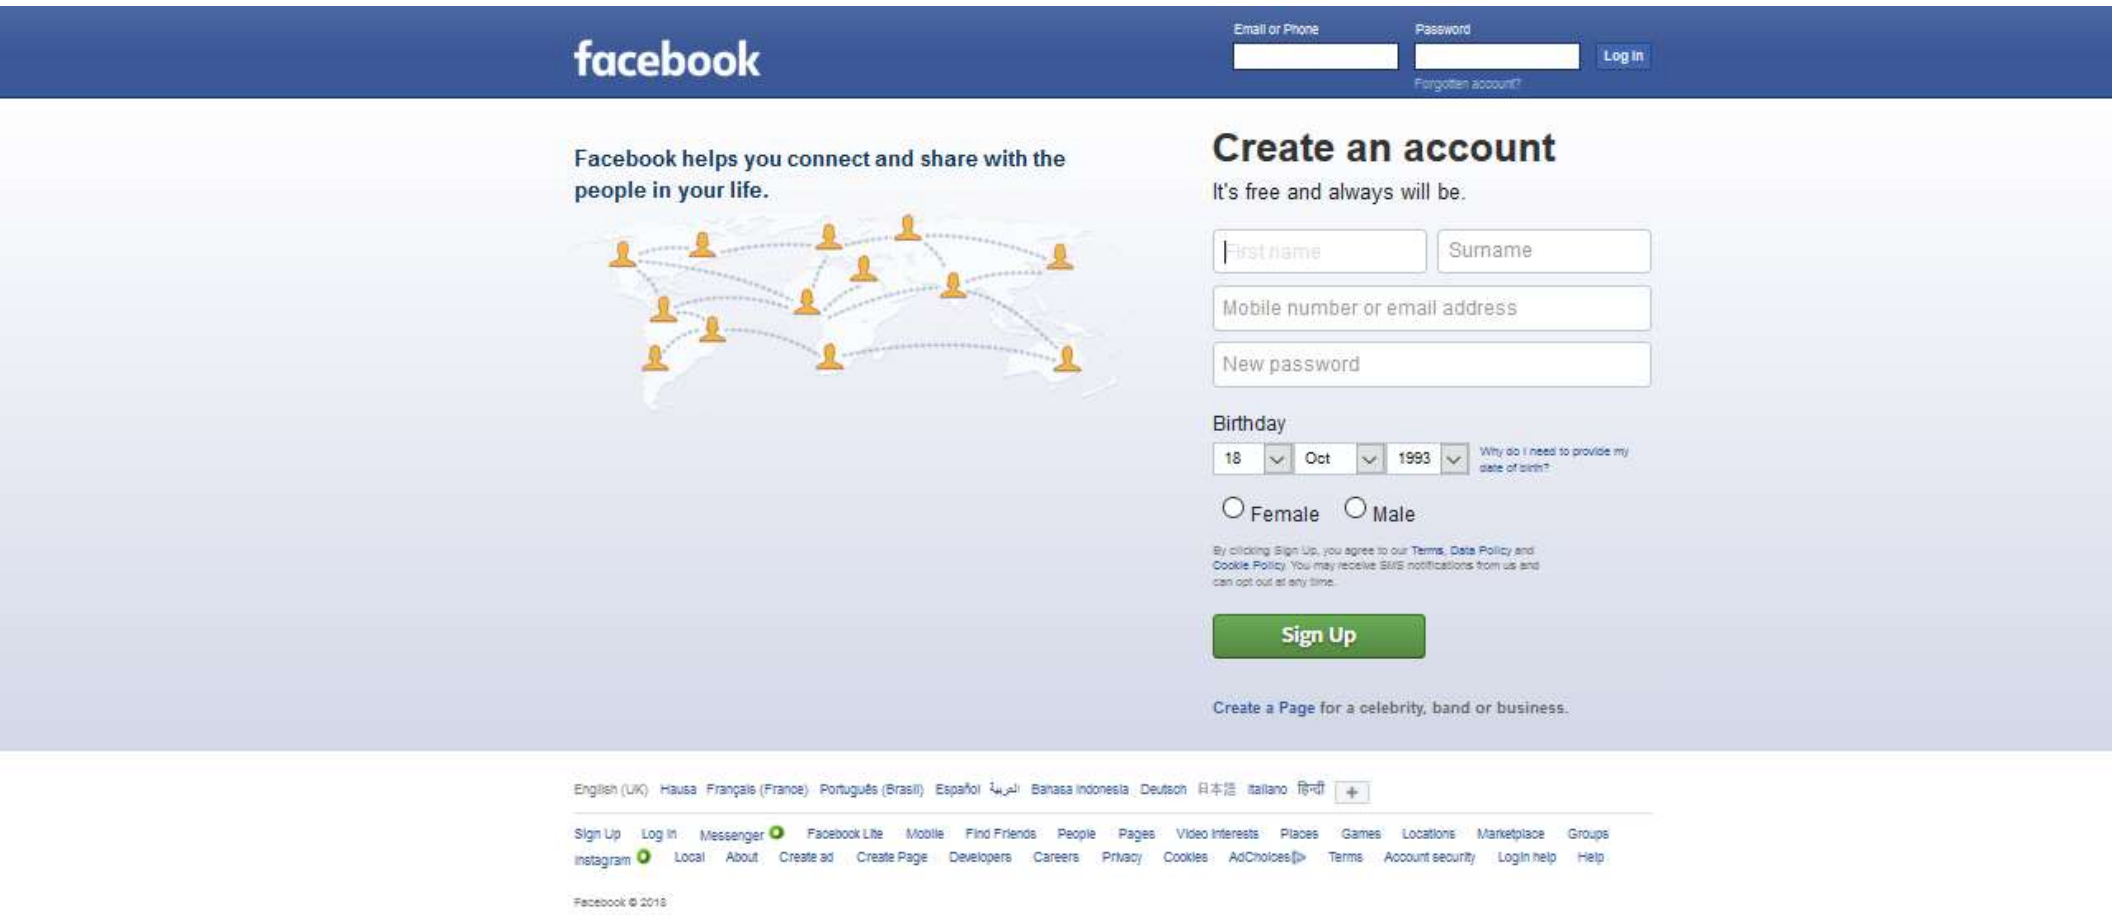 Email or Phone Password
facebook
Log In
Forgotten account?
Facebook helps you connect and share with the
people in your life.
Create an account
It's free and always will be.
First name Surname
Mobile number or email address
New password
Birthday
18 Oct 1993
Why do I need to provide my
date of birth?
Female Male
By clicking Sign Up, you agree to our Terms, Data Policy and
Cookie Policy. You may receive SMS notifications from us and
can opt out at any time.
Sign Up
Create a Page for a celebrity, band or business.
English (UK) Hausa Français (France) Português (Brasil) Español العربية Bahasa Indonesia Deutsch 日本語 Italiano हिन्दी +
Sign Up Log In Messenger Facebook Lite Mobile Find Friends People Pages Video Interests Places Games Locations Marketplace Groups
Instagram Local About Create ad Create Page Developers Careers Privacy Cookies AdChoices Terms Account security Login help Help
Facebook © 2018